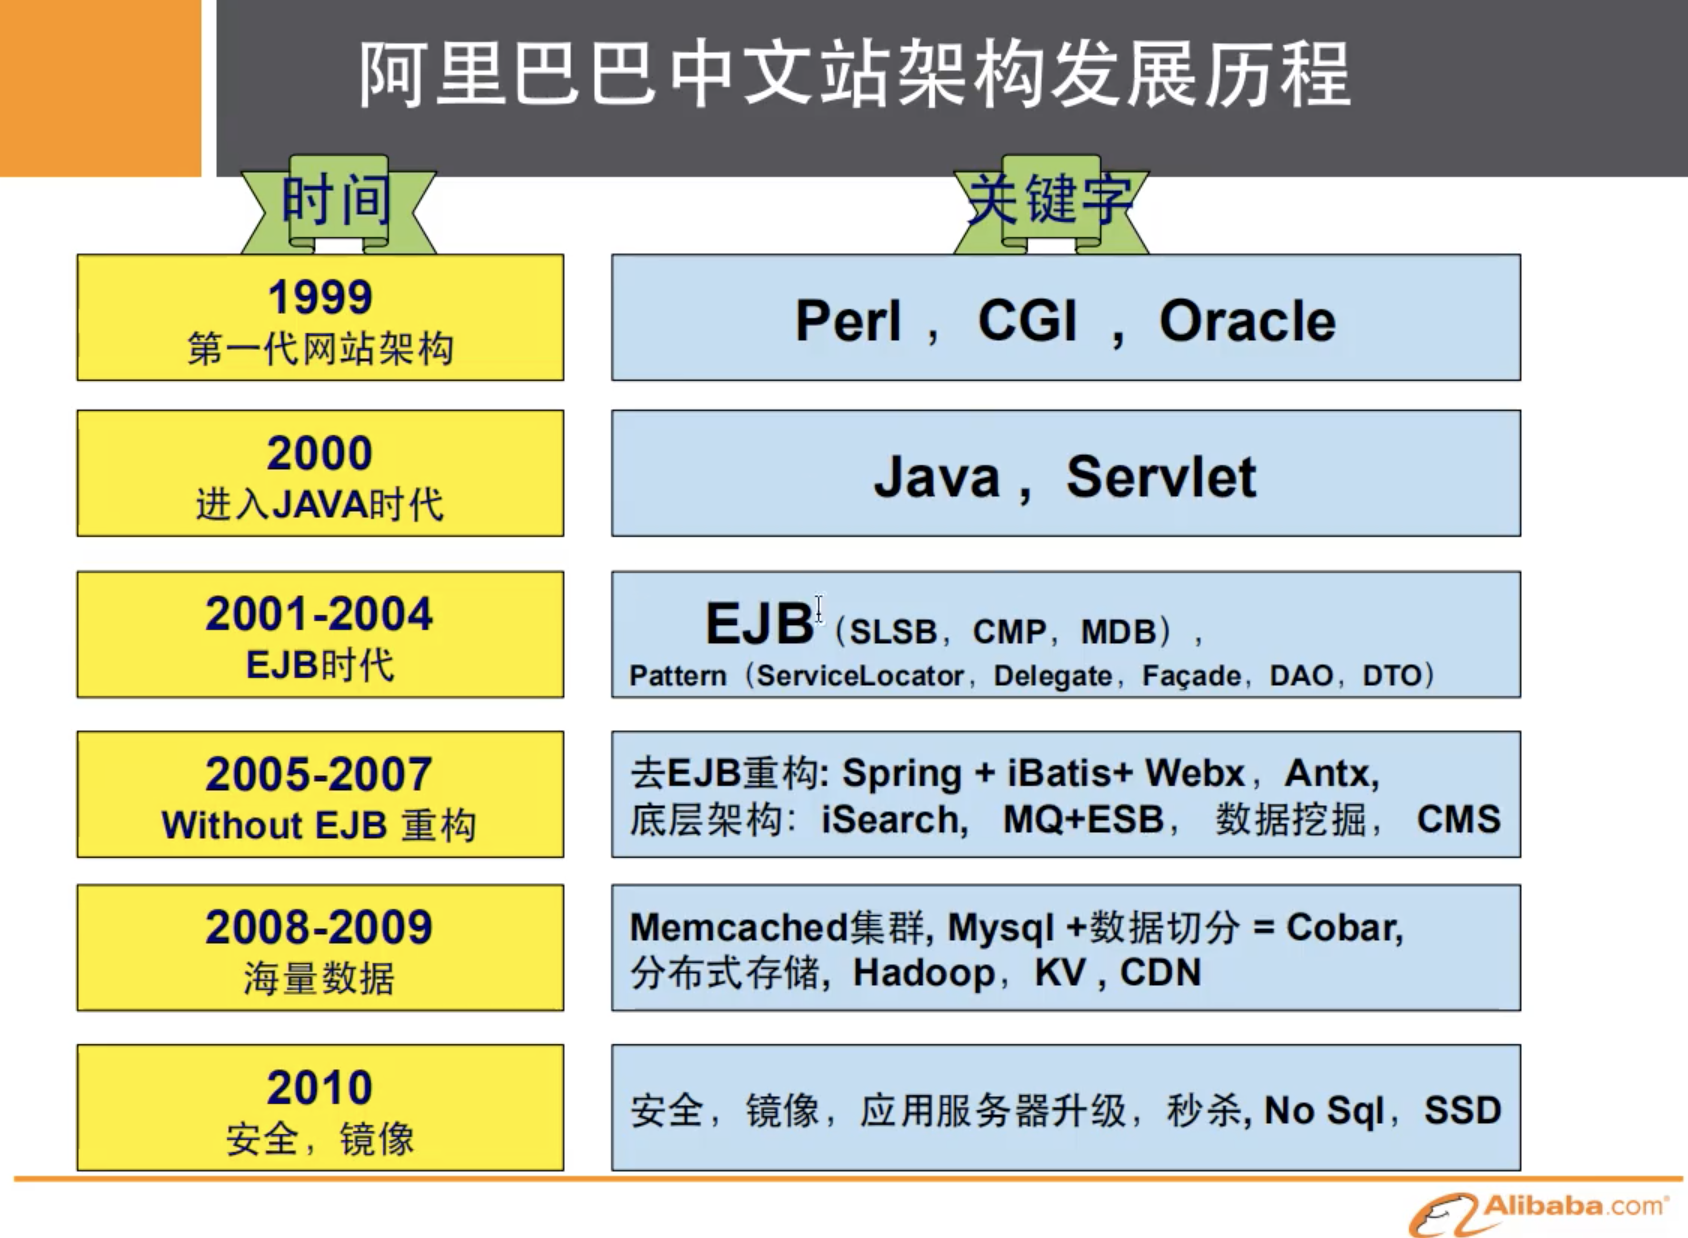 阿里巴巴中文站架构发展历程
时间
关键字
1999
第一代网站架构
Perl , CGI , Oracle
2000
进入JAVA时代
Java , Servlet
2001-2004
EJB时代
EJB（SLSB，CMP，MDB），
Pattern（ServiceLocator，Delegate，Façade，DAO，DTO）
2005-2007
Without EJB 重构
去EJB重构: Spring + iBatis+ Webx，Antx,
底层架构：iSearch, MQ+ESB，数据挖掘，CMS
2008-2009
海量数据
Memcached集群, Mysql +数据切分 = Cobar,
分布式存储, Hadoop，KV , CDN
2010
安全，镜像
安全，镜像，应用服务器升级，秒杀, No Sql，SSD
Alibaba.com®